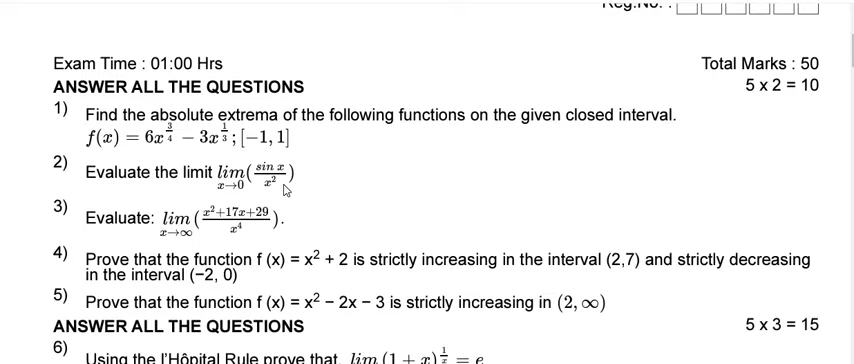 Reg.No. :
Exam Time : 01:00 Hrs Total Marks : 50
ANSWER ALL THE QUESTIONS 5 x 2 = 10
1) Find the absolute extrema of the following functions on the given closed interval.
f(x) = 6x^{3/4} − 3x^{1/3}; [−1, 1]
2) Evaluate the limit lim_{x→0} (sin x / x^2)
3) Evaluate: lim_{x→∞} (x^2+17x+29 / x^4).
4) Prove that the function f (x) = x^2 + 2 is strictly increasing in the interval (2,7) and strictly decreasing
in the interval (−2, 0)
5) Prove that the function f (x) = x^2 − 2x − 3 is strictly increasing in (2, ∞)
ANSWER ALL THE QUESTIONS 5 x 3 = 15
6) Using the l'Hôpital Rule prove that, lim (1 + x)^{1/x} = e